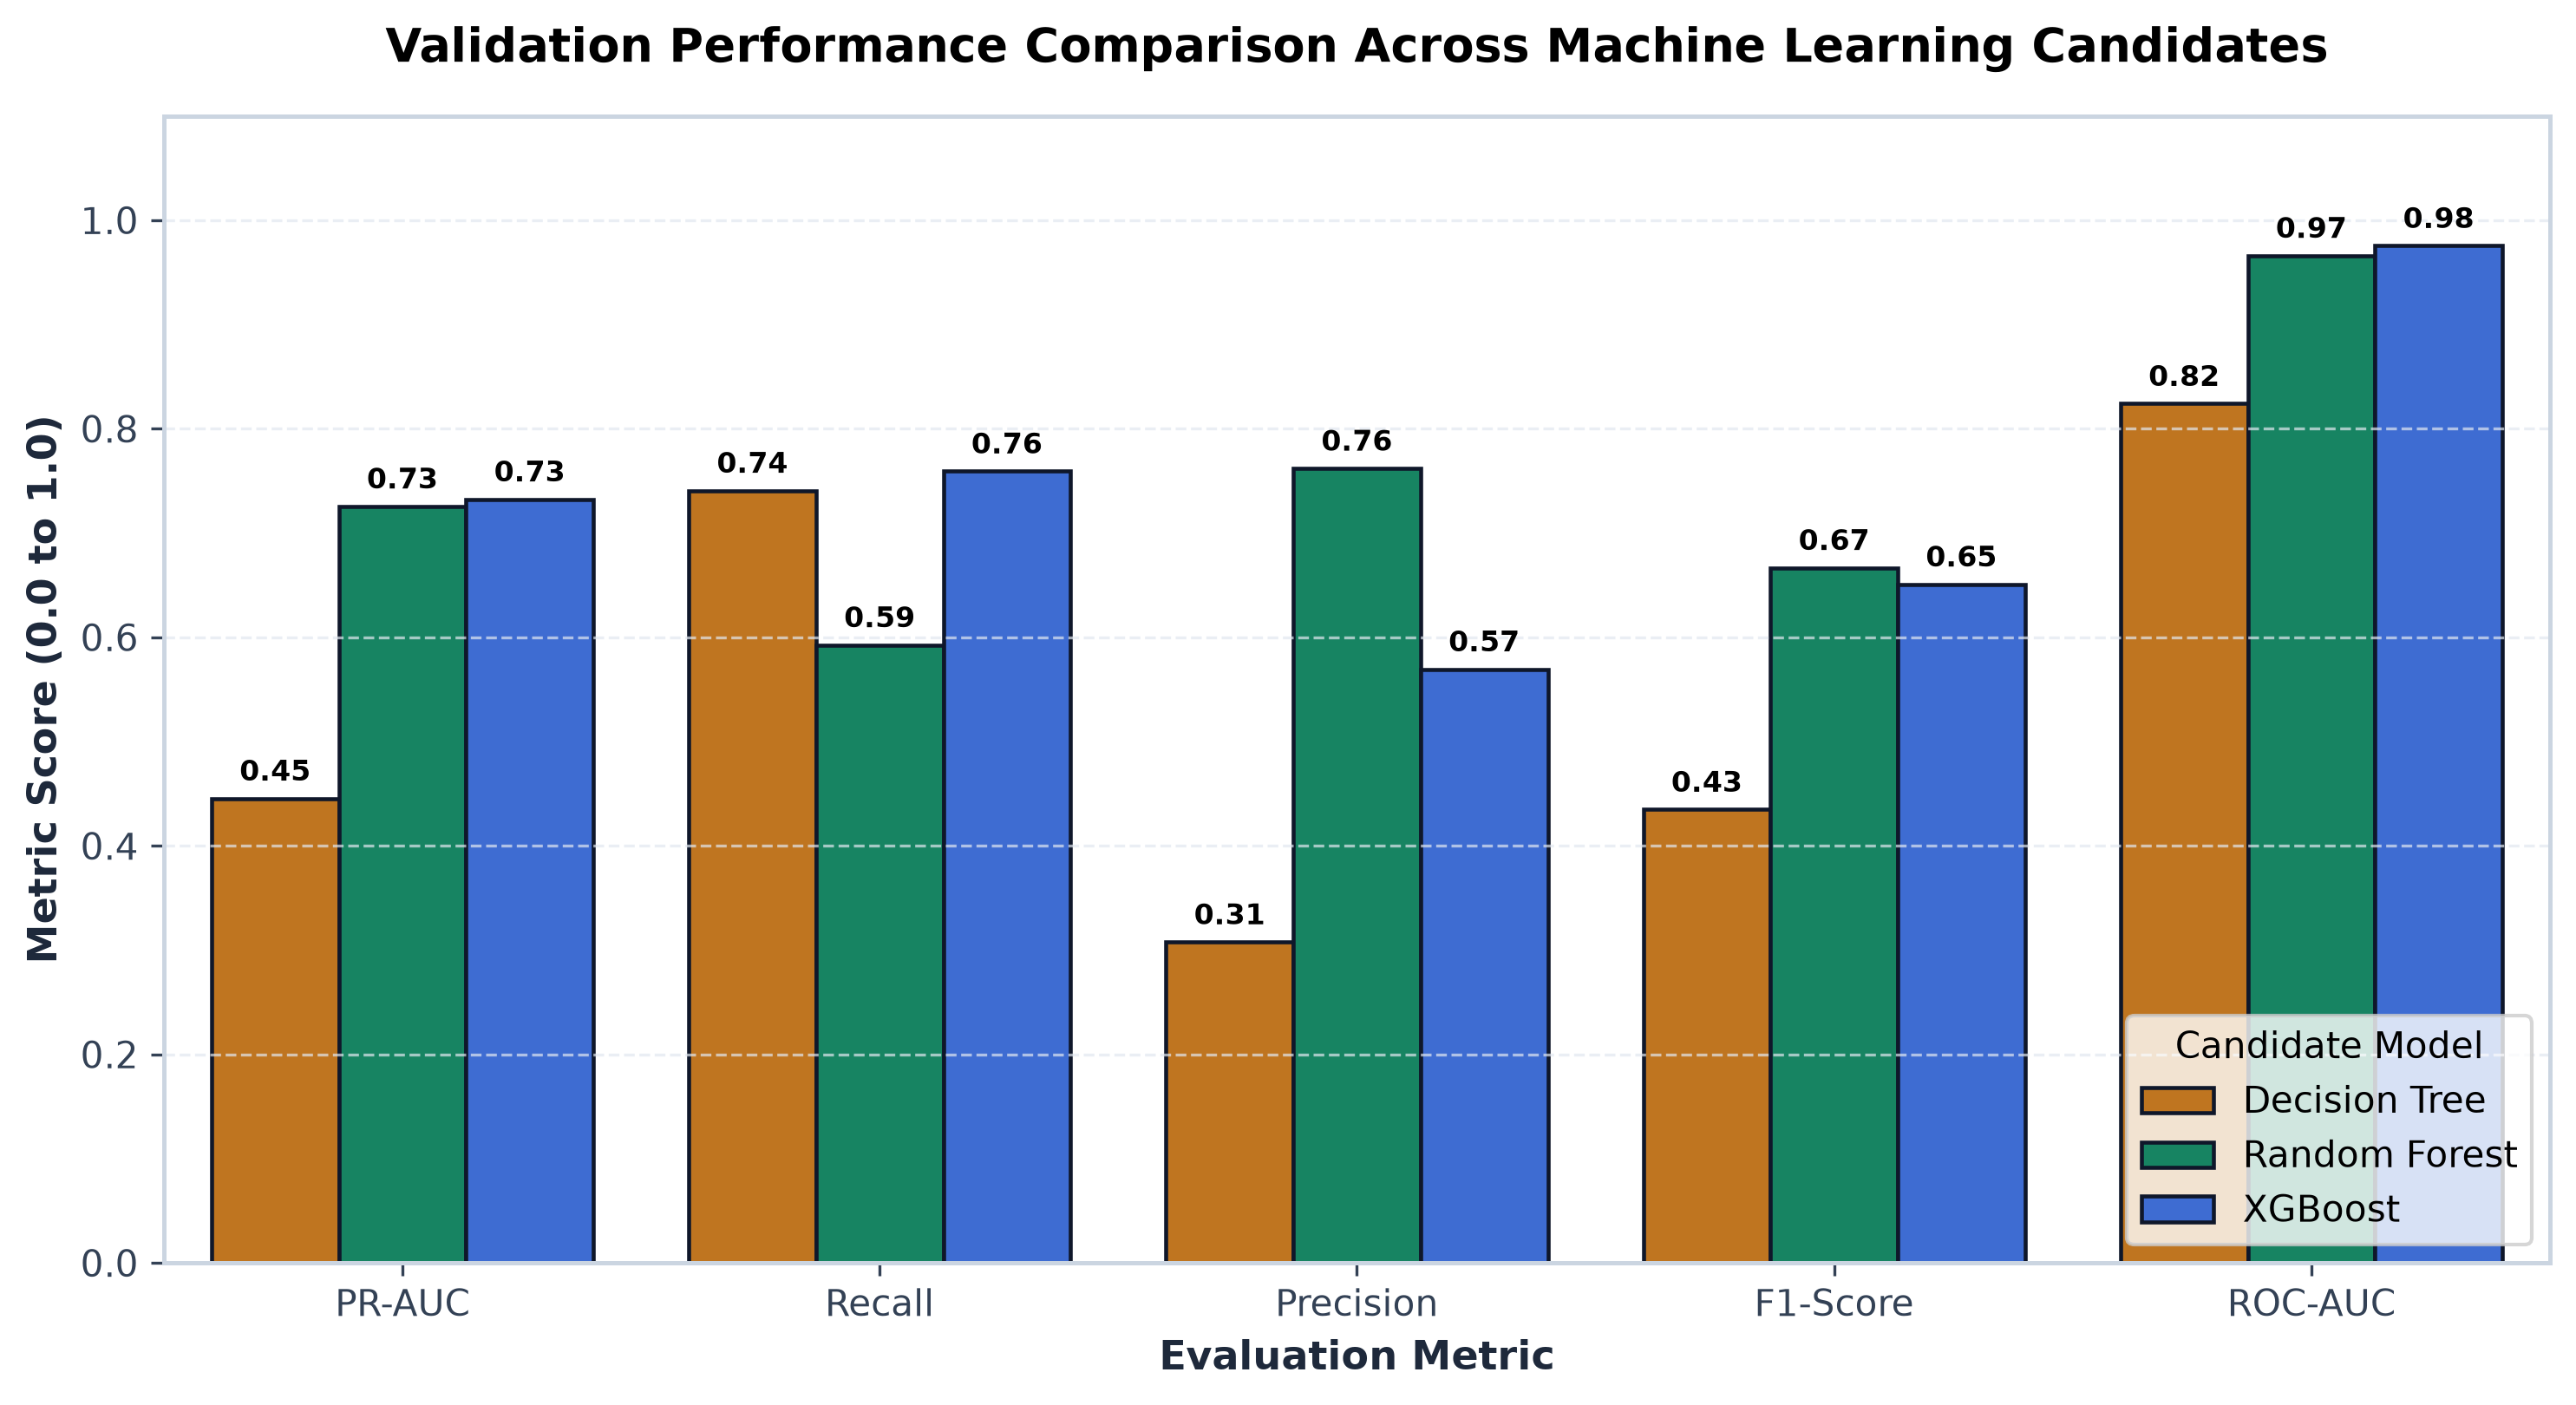 Validation Performance Comparison Across Machine Learning Candidates
Metric Score (0.0 to 1.0)
1.0
0.8
0.6
0.4
0.2
0.0
0.45
0.73
0.73
0.74
0.59
0.76
0.31
0.76
0.57
0.43
0.67
0.65
0.82
0.97
0.98
Candidate Model
Decision Tree
Random Forest
XGBoost
PR-AUC
Recall
Precision
F1-Score
ROC-AUC
Evaluation Metric